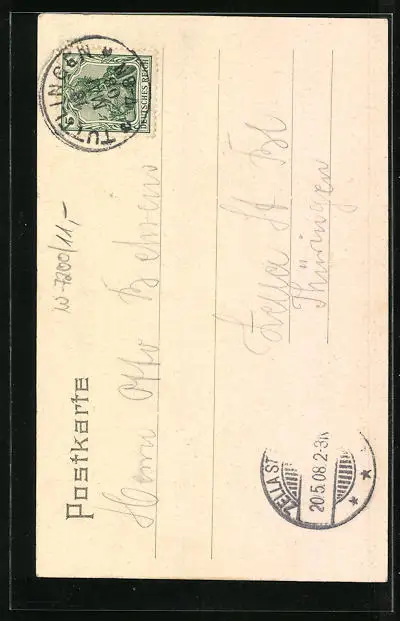 Postkarte
TUTTLINGEN
DEUTSCHES REICH
W-7200/11,-
Herrn Otto Behrens
Zella St Bl
Thüringen
ZELLA ST
20.5.08.2-3N